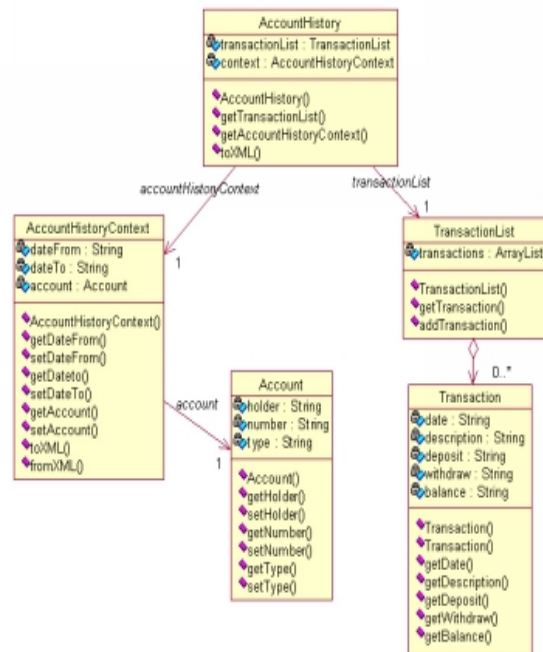 AccountHistory
transactionList : TransactionList
context : AccountHistoryContext
AccountHistory()
getTransactionList()
getAccountHistoryContext()
toXML()
accountHistoryContext
1
transactionList
1
AccountHistoryContext
dateFrom : String
dateTo : String
account : Account
AccountHistoryContext()
getDateFrom()
setDateFrom()
getDateto()
setDateTo()
getAccount()
setAccount()
toXML()
fromXML()
TransactionList
transactions : ArrayList
TransactionList()
getTransaction()
addTransaction()
0..*
account
1
Account
holder : String
number : String
type : String
Account()
getHolder()
setHolder()
getNumber()
setNumber()
getType()
setType()
Transaction
date : String
description : String
deposit : String
withdraw : String
balance : String
Transaction()
Transaction()
getDate()
getDescription()
getDeposit()
getWithdraw()
getBalance()